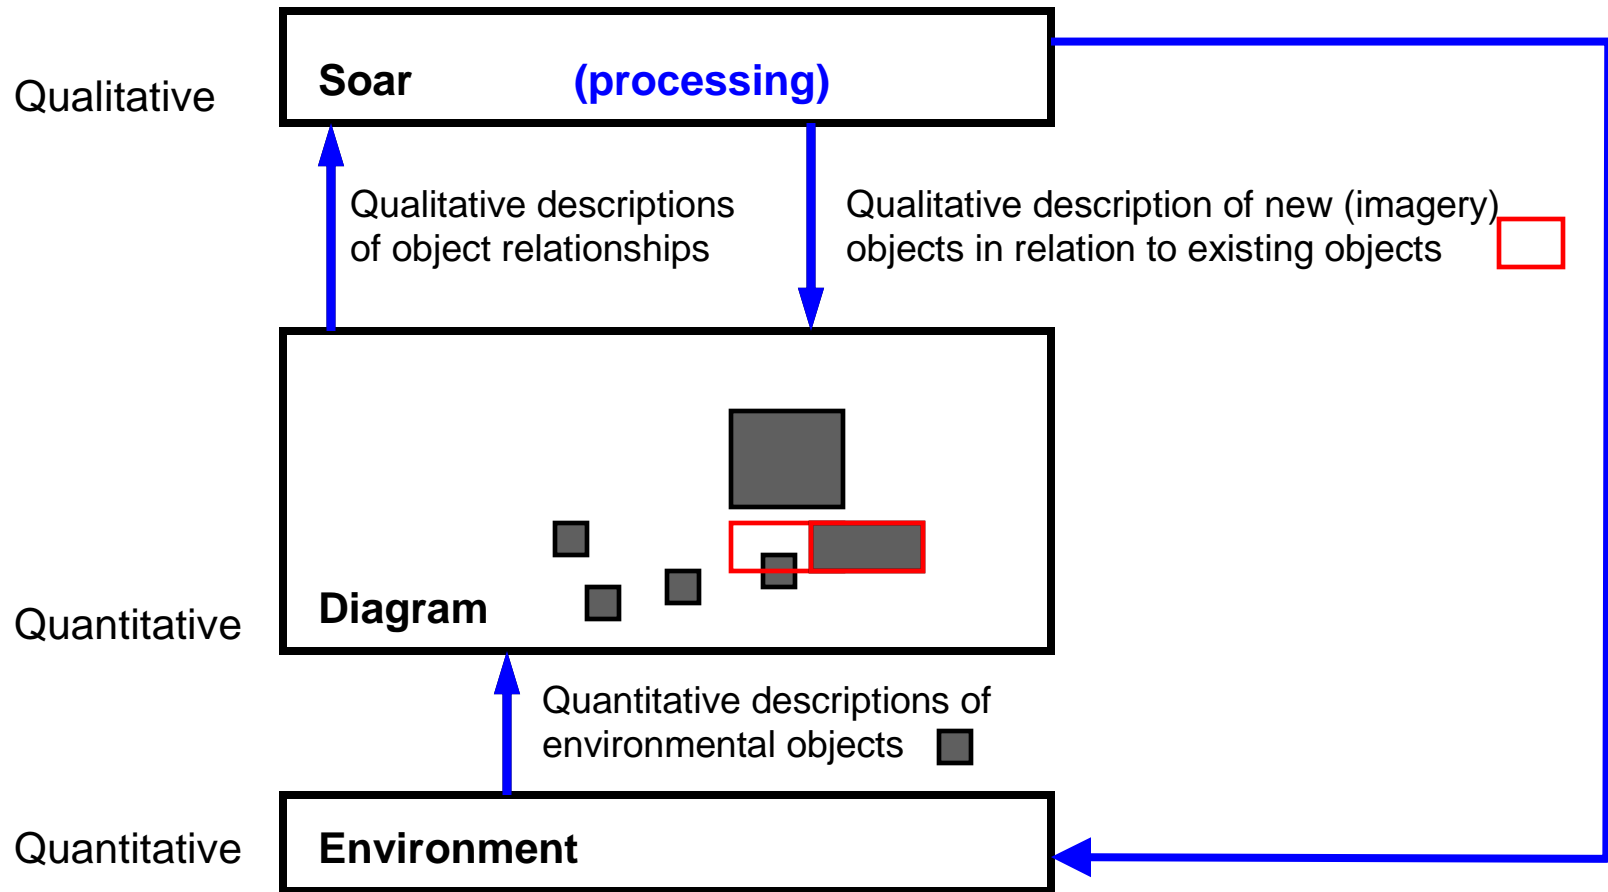 Qualitative
Soar (processing)
Qualitative descriptions
of object relationships
Qualitative description of new (imagery)
objects in relation to existing objects
Quantitative
Diagram
Quantitative descriptions of
environmental objects
Quantitative
Environment